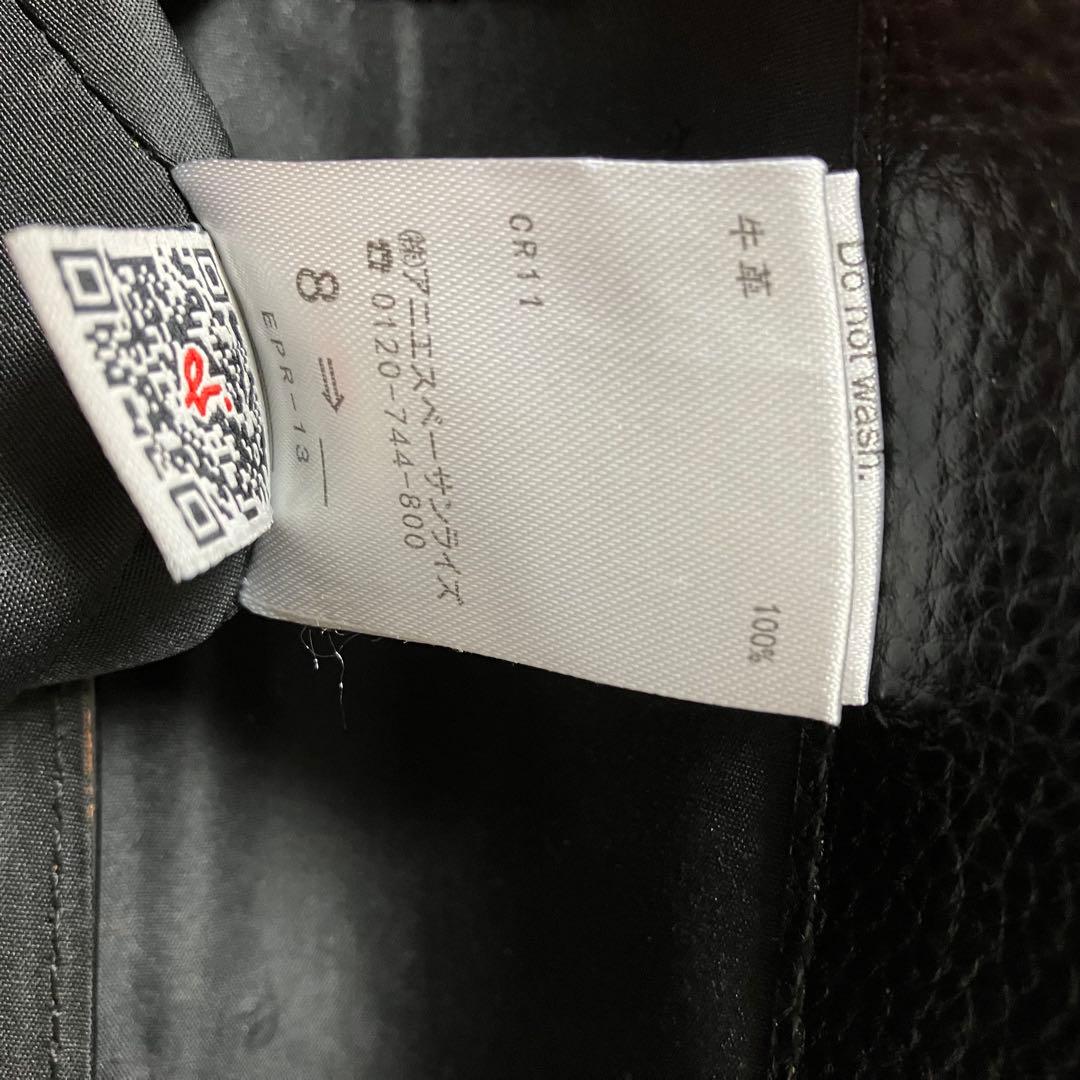 牛革 100%
CR11
㈱アニエスベーサンライズ
☎0120-744-800
8 ⇒
EPR-13
Do not wash.